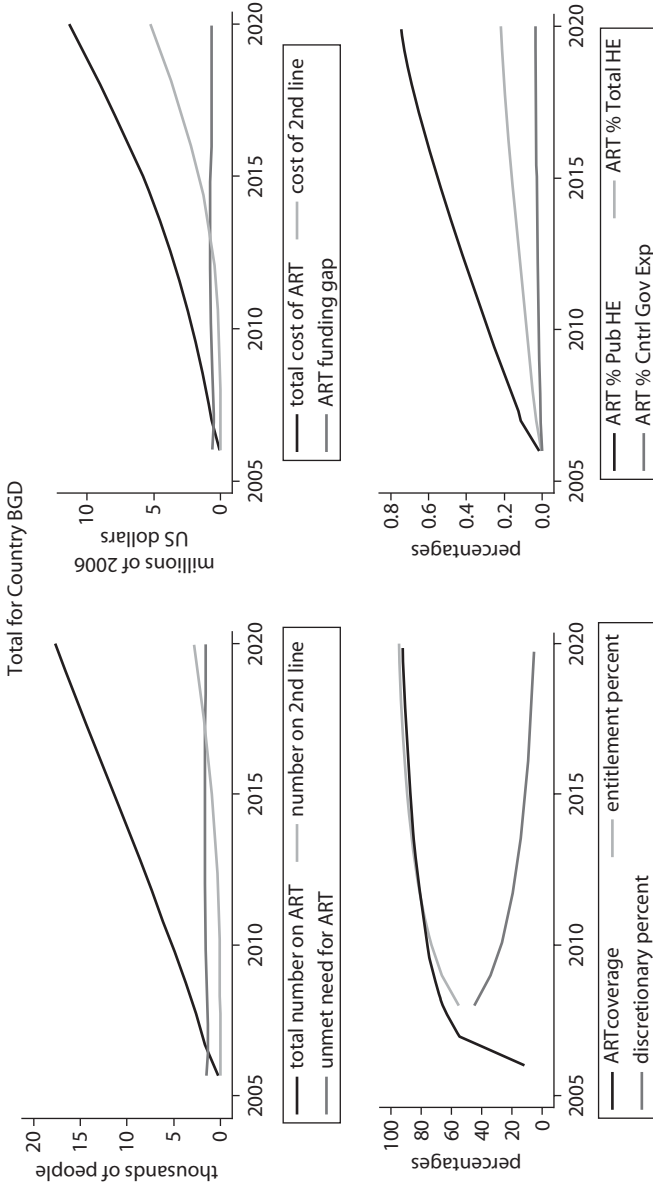 Total for Country BGD
thousands of people
20
15
10
5
0
2005
2010
2015
2020
total number on ART
number on 2nd line
unmet need for ART
millions of 2006
US dollars
10
5
0
2005
2010
2015
2020
total cost of ART
cost of 2nd line
ART funding gap
percentages
100
80
60
40
20
0
2005
2010
2015
2020
ARTcoverage
entitlement percent
discretionary percent
percentages
0.8
0.6
0.4
0.2
0.0
2005
2010
2015
2020
ART % Pub HE
ART % Total HE
ART % Cntrl Gov Exp